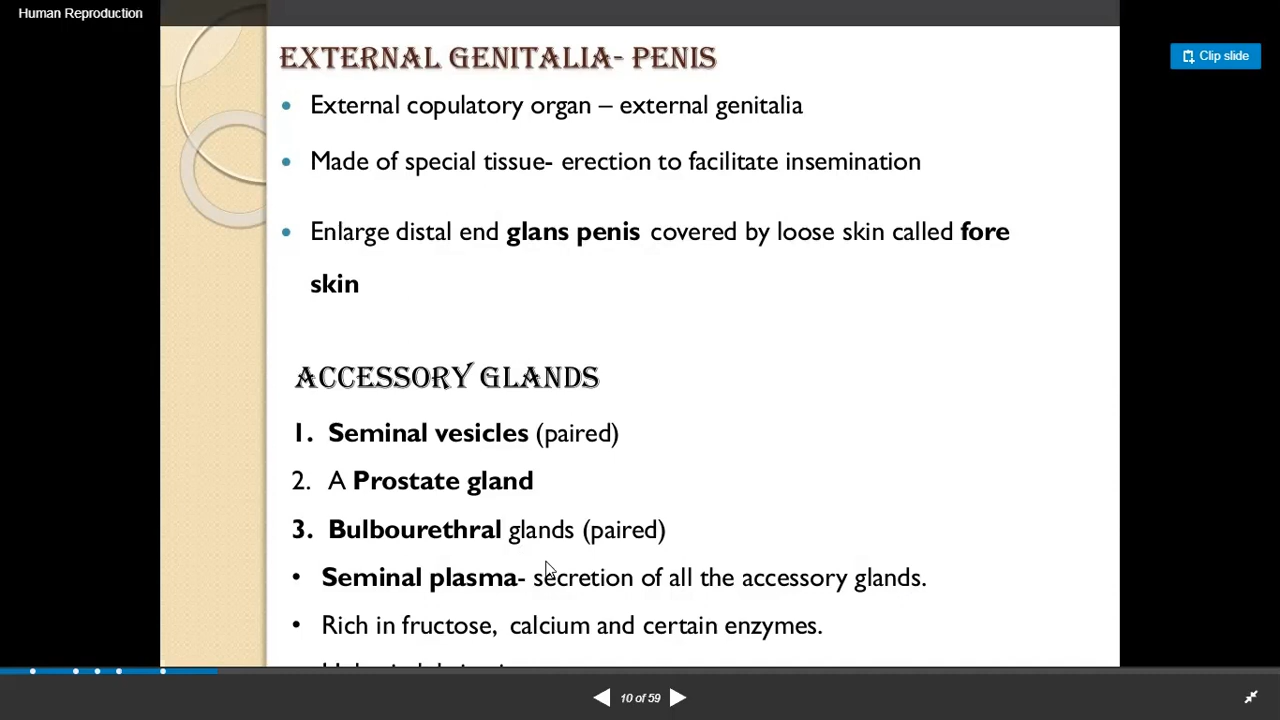 Human Reproduction
Clip slide
EXTERNAL GENITALIA- PENIS
• External copulatory organ – external genitalia
• Made of special tissue- erection to facilitate insemination
• Enlarge distal end glans penis covered by loose skin called fore
skin
ACCESSORY GLANDS
1. Seminal vesicles (paired)
2. A Prostate gland
3. Bulbourethral glands (paired)
• Seminal plasma- secretion of all the accessory glands.
• Rich in fructose, calcium and certain enzymes.
10 of 59